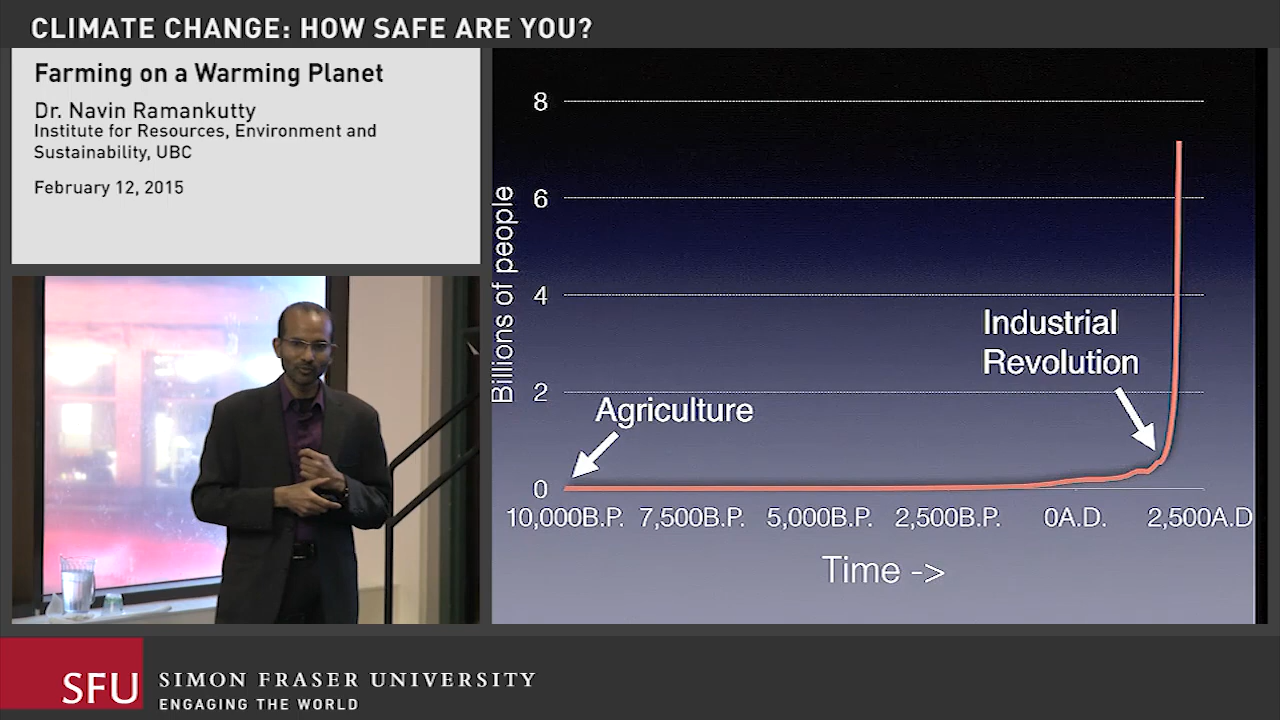 CLIMATE CHANGE: HOW SAFE ARE YOU?
Farming on a Warming Planet
Dr. Navin Ramankutty
Institute for Resources, Environment and
Sustainability, UBC
February 12, 2015
Billions of people
8
6
4
2
0
Industrial
Revolution
Agriculture
10,000B.P.
7,500B.P.
5,000B.P.
2,500B.P.
0A.D.
2,500A.D
Time ->
SFU
SIMON FRASER UNIVERSITY
ENGAGING THE WORLD